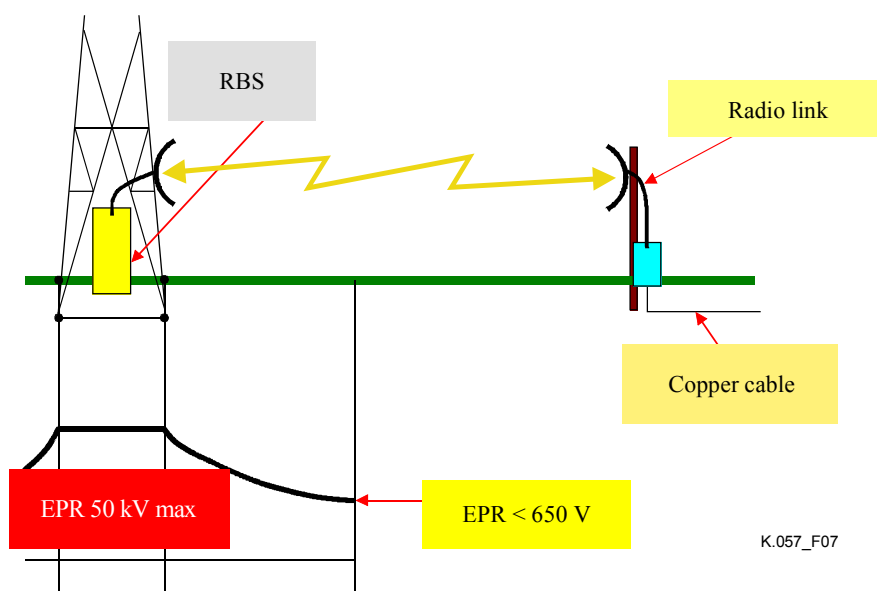 RBS
Radio link
Copper cable
EPR 50 kV max
EPR < 650 V
K.057_F07